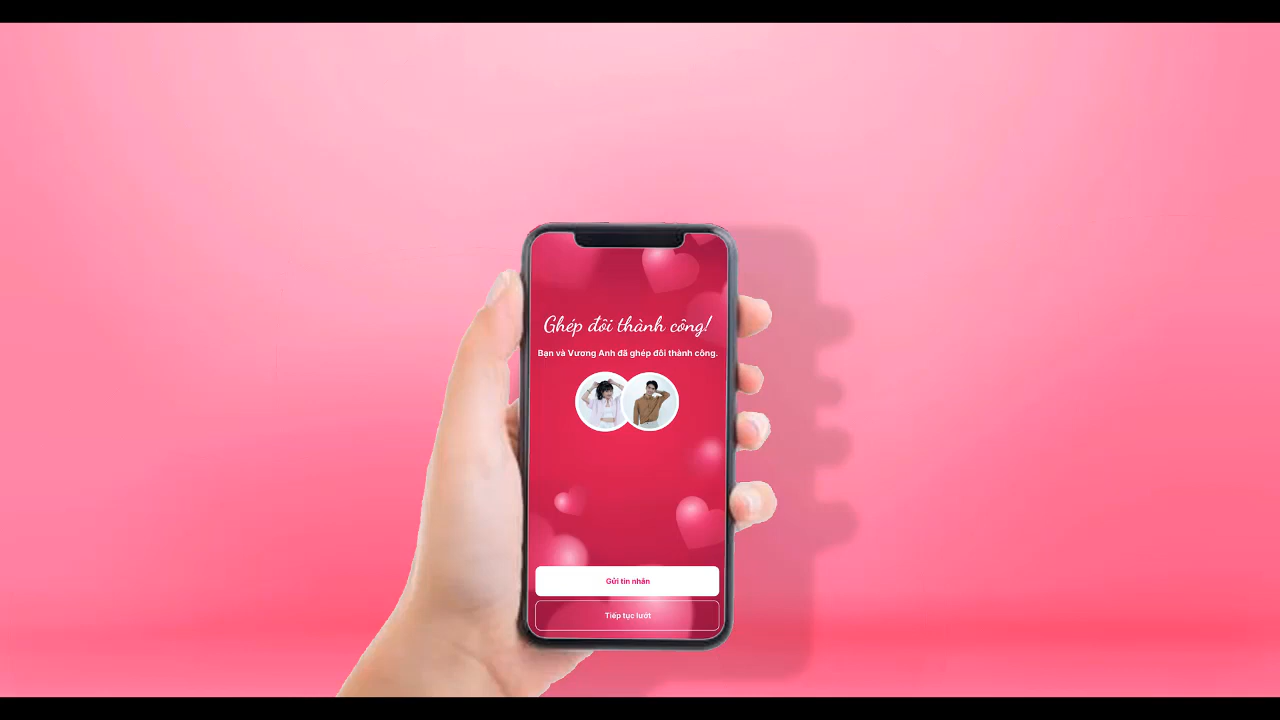 Ghép đôi thành công!
Bạn và Vương Anh đã ghép đôi thành công.
Gửi tin nhắn
Tiếp tục lướt